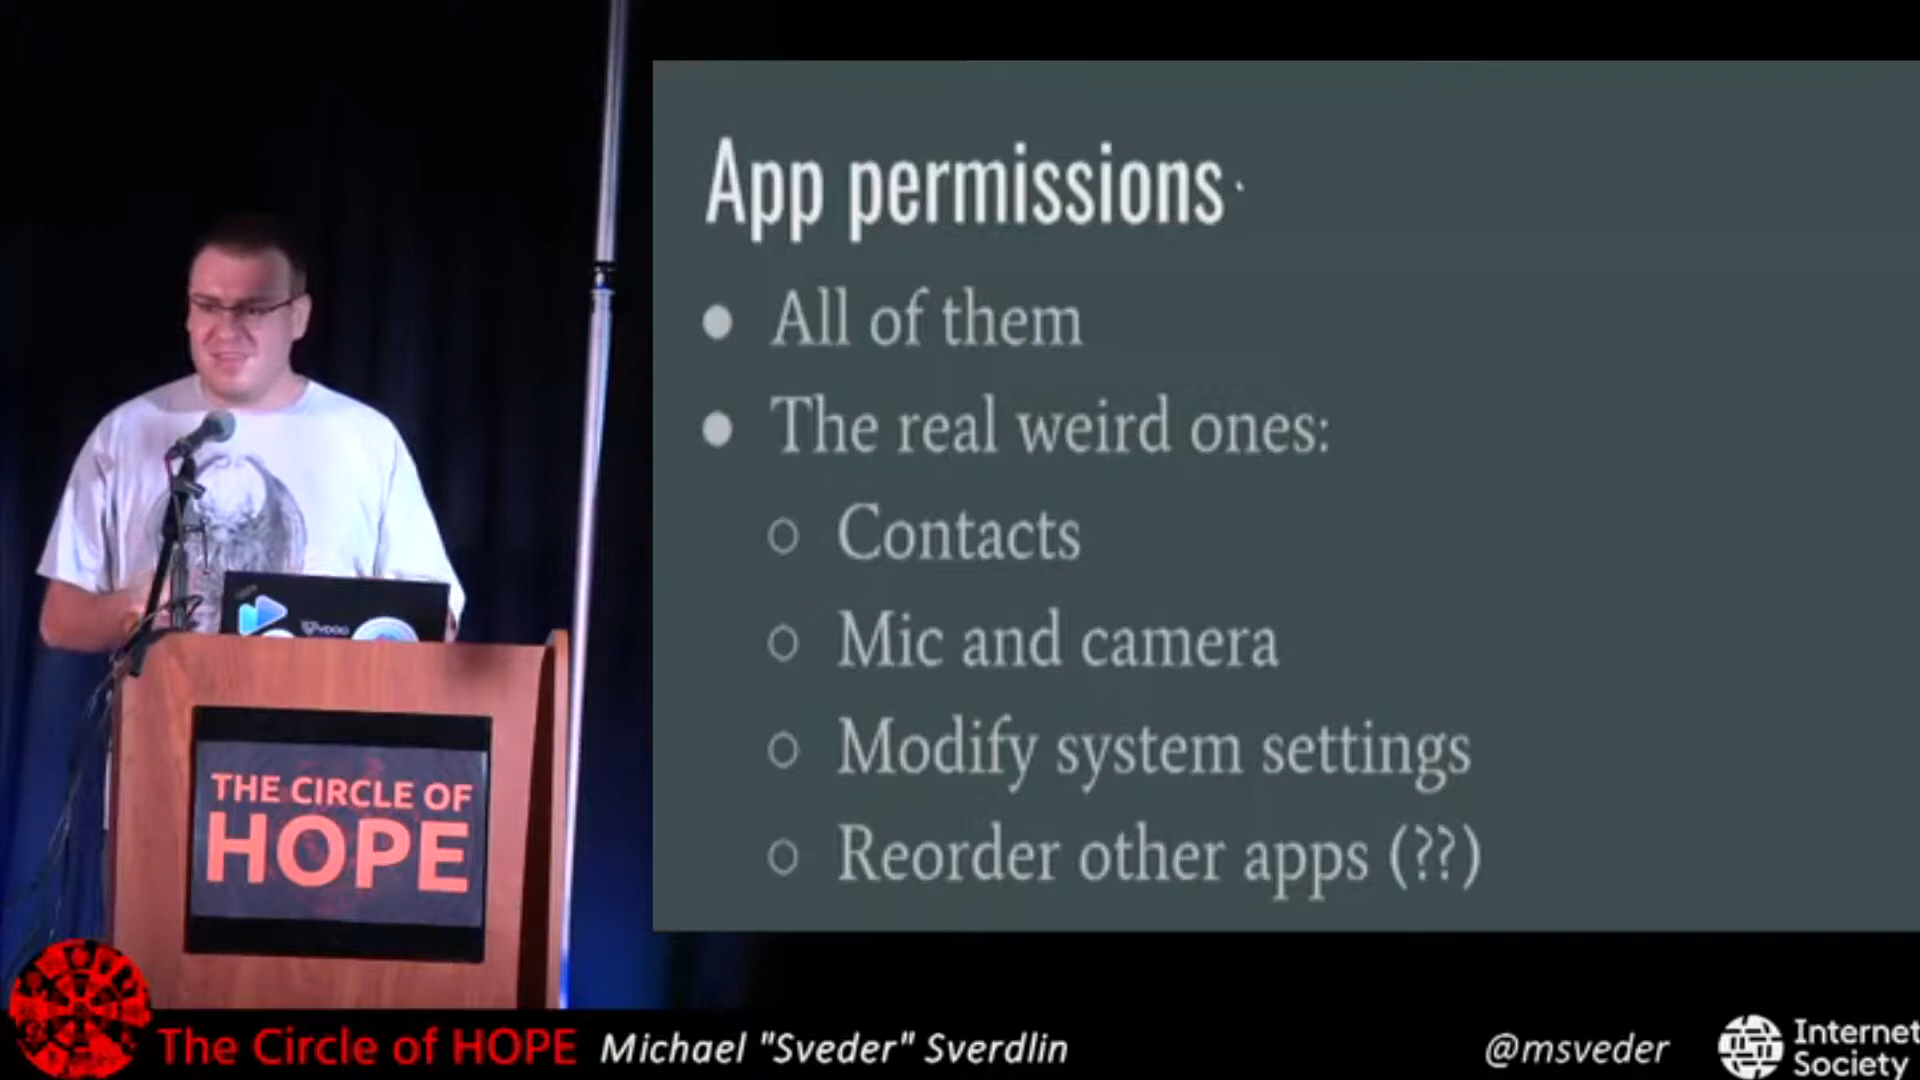 App permissions
● All of them
● The real weird ones:
○ Contacts
○ Mic and camera
○ Modify system settings
○ Reorder other apps (??)
THE CIRCLE OF
HOPE
The Circle of HOPE
Michael "Sveder" Sverdlin
@msveder
Internet
Society